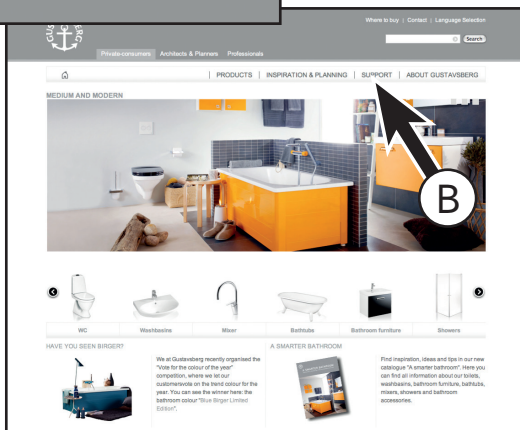 Where to buy | Contact | Language Selection
GUSTAVSBERG
Search
Private-consumers Architects & Planners Professionals
PRODUCTS | INSPIRATION & PLANNING | SUPPORT | ABOUT GUSTAVSBERG
MEDIUM AND MODERN
B
WC Washbasins Mixer Bathtubs Bathroom furniture Showers
HAVE YOU SEEN BIRGER?
We at Gustavsberg recently organised the
"Vote for the colour of the year"
competition, where we let our
customersvote on the trend colour for the
year. You can see the winner here: the
bathroom colour "Blue Birger Limited
Edition".
A SMARTER BATHROOM
Find inspiration, ideas and tips in our new
catalogue "A smarter bathroom". Here you
can find all information about our toilets,
washbasins, bathroom furniture, bathtubs,
mixers, showers and bathroom
accessories.